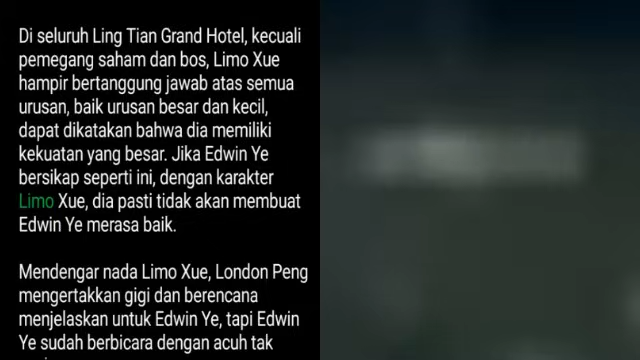 Di seluruh Ling Tian Grand Hotel, kecuali
pemegang saham dan bos, Limo Xue
hampir bertanggung jawab atas semua
urusan, baik urusan besar dan kecil,
dapat dikatakan bahwa dia memiliki
kekuatan yang besar. Jika Edwin Ye
bersikap seperti ini, dengan karakter
Limo Xue, dia pasti tidak akan membuat
Edwin Ye merasa baik.
Mendengar nada Limo Xue, London Peng
mengertakkan gigi dan berencana
menjelaskan untuk Edwin Ye, tapi Edwin
Ye sudah berbicara dengan acuh tak